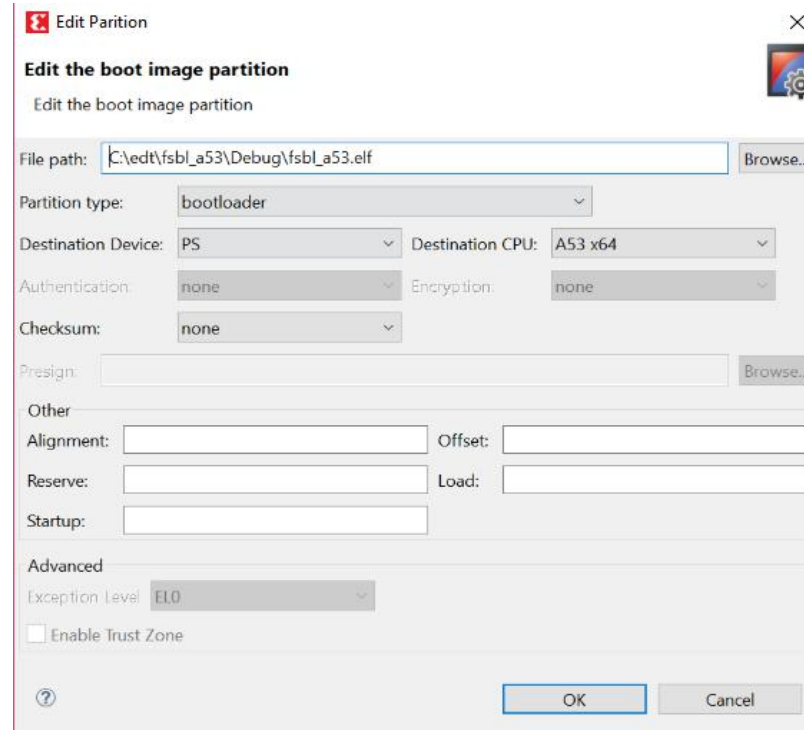 Edit Parition
Edit the boot image partition
Edit the boot image partition
File path: C:\edt\fsbl_a53\Debug\fsbl_a53.elf Browse..
Partition type: bootloader
Destination Device: PS Destination CPU: A53 x64
Authentication: none Encryption: none
Checksum: none
Presign: Browse..
Other
Alignment: Offset:
Reserve: Load:
Startup:
Advanced
Exception Level EL0
Enable Trust Zone
? OK Cancel